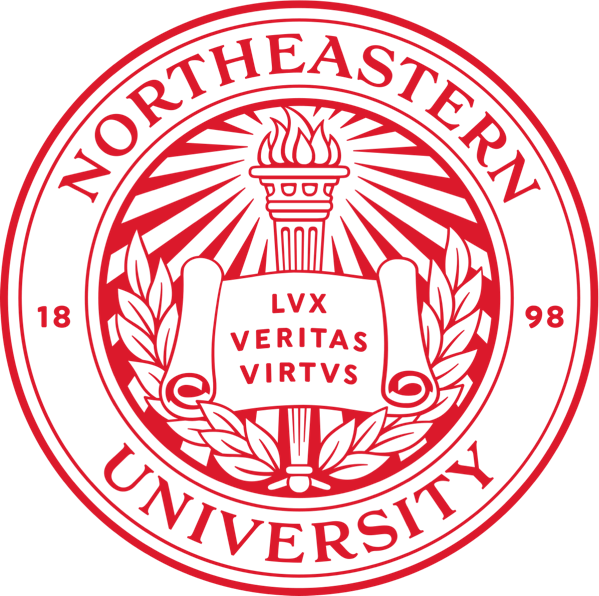 NORTHEASTERN
18 98
LVX
VERITAS
VIRTVS
UNIVERSITY